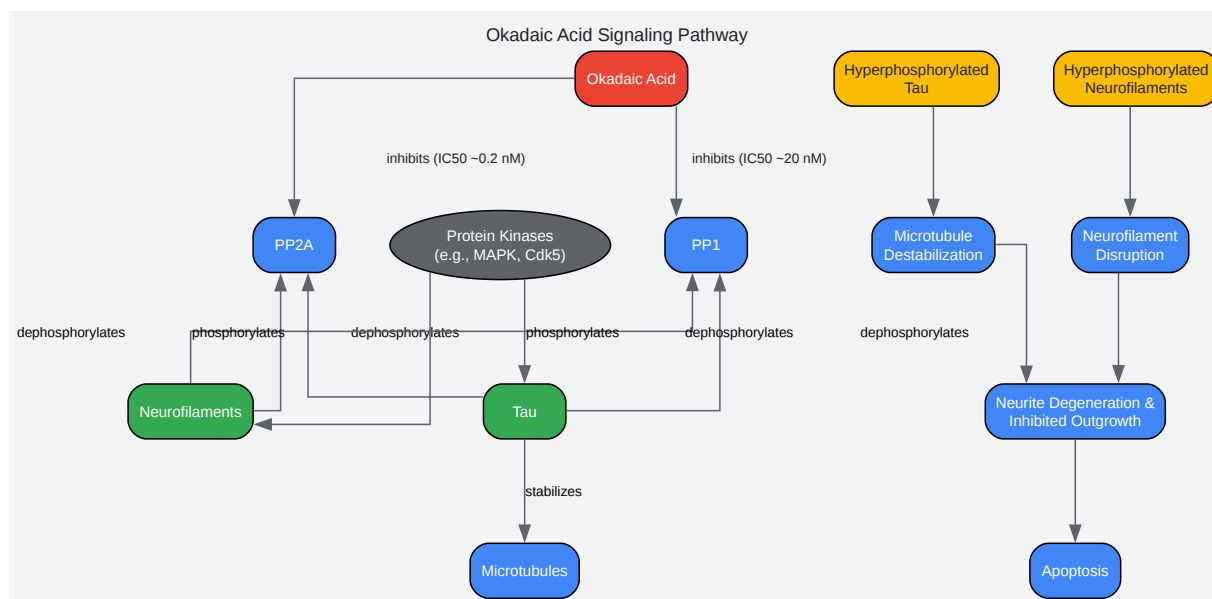 Okadaic Acid Signaling Pathway
Okadaic Acid
Hyperphosphorylated
Tau
Hyperphosphorylated
Neurofilaments
inhibits (IC50 ~0.2 nM)
inhibits (IC50 ~20 nM)
PP2A
Protein Kinases
(e.g., MAPK, Cdk5)
PP1
Microtubule
Destabilization
Neurofilament
Disruption
dephosphorylates
phosphorylates
dephosphorylates
phosphorylates
dephosphorylates
dephosphorylates
Neurofilaments
Tau
Neurite Degeneration &
Inhibited Outgrowth
stabilizes
Microtubules
Apoptosis